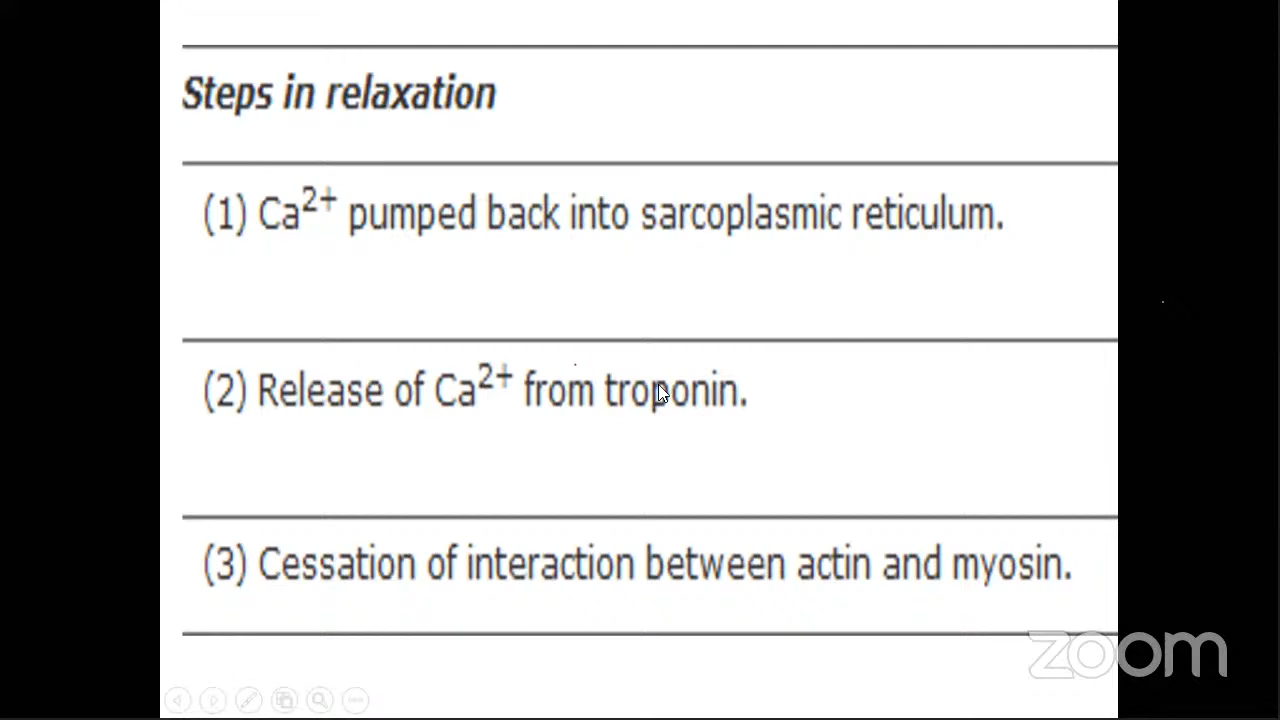 Steps in relaxation
(1) Ca2+ pumped back into sarcoplasmic reticulum.
(2) Release of Ca2+ from troponin.
(3) Cessation of interaction between actin and myosin.
zoom